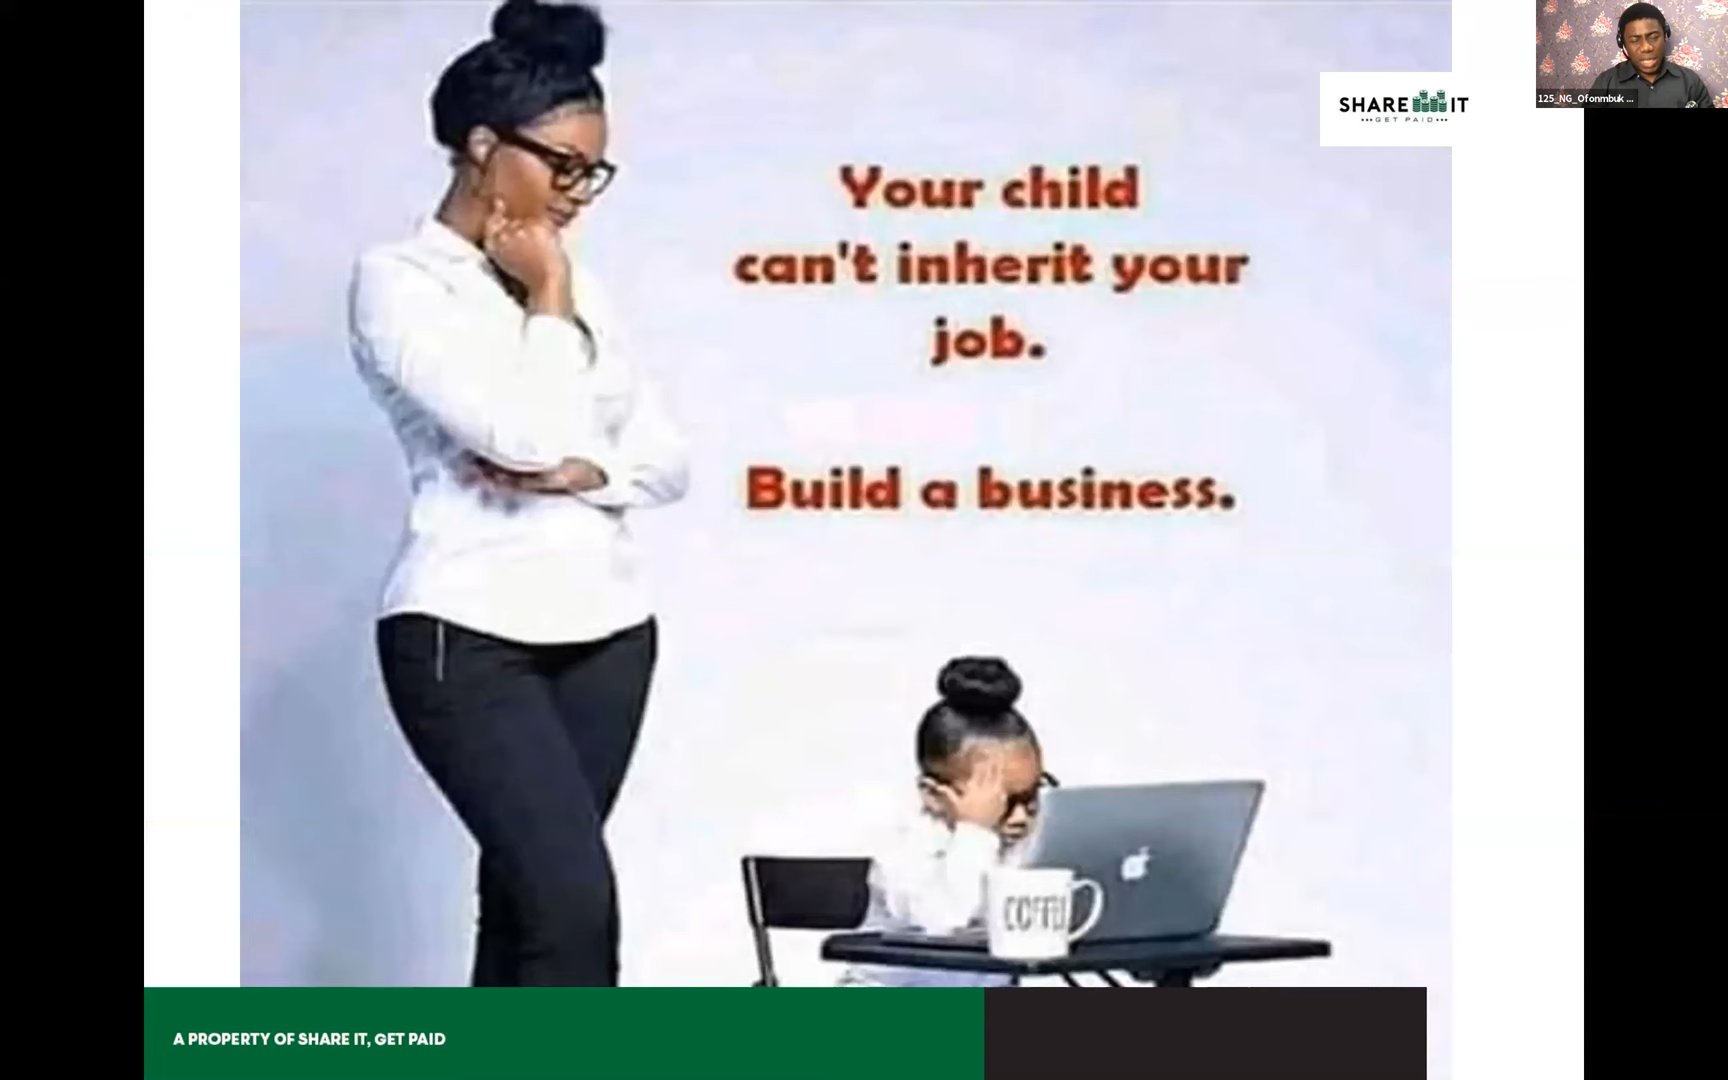 SHARE IT
•••GET PAID•••
125_NG_Ofonmbuk ...
Your child
can't inherit your
job.
Build a business.
COFFEE
A PROPERTY OF SHARE IT, GET PAID